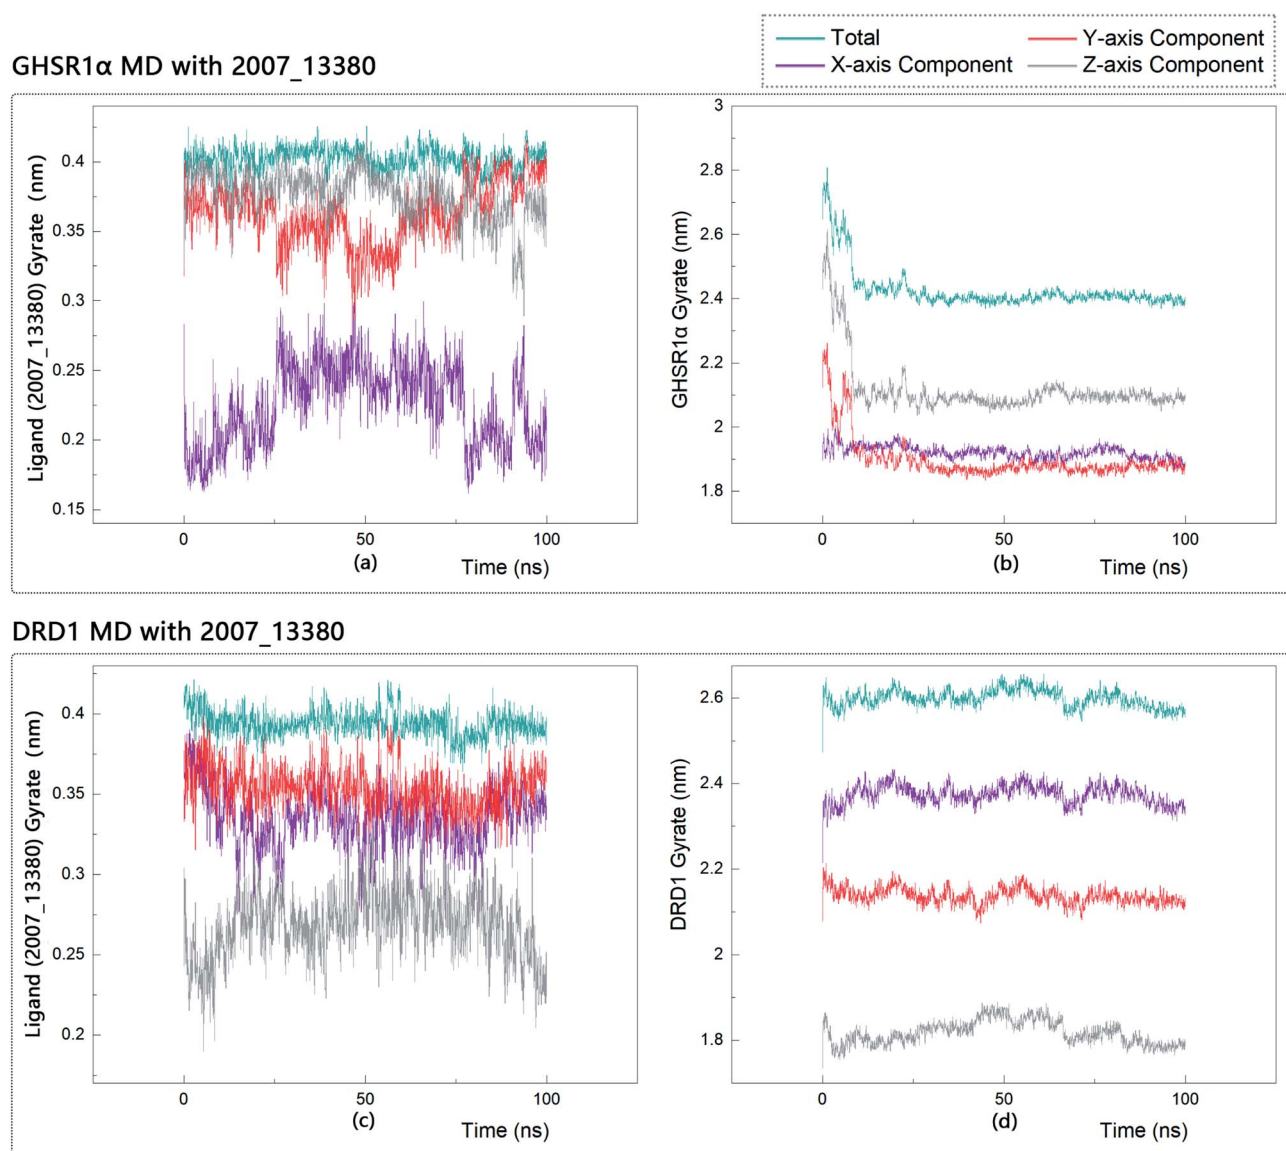 Total
Y-axis Component
X-axis Component
Z-axis Component
GHSR1α MD with 2007_13380
Ligand (2007_13380) Gyrate (nm)
0.4
0.35
0.3
0.25
0.2
0.15
0
50
100
(a)
Time (ns)
GHSR1α Gyrate (nm)
3
2.8
2.6
2.4
2.2
2
1.8
0
50
100
(b)
Time (ns)
DRD1 MD with 2007_13380
Ligand (2007_13380) Gyrate (nm)
0.4
0.35
0.3
0.25
0.2
0
50
100
(c)
Time (ns)
DRD1 Gyrate (nm)
2.6
2.4
2.2
2
1.8
0
50
100
(d)
Time (ns)